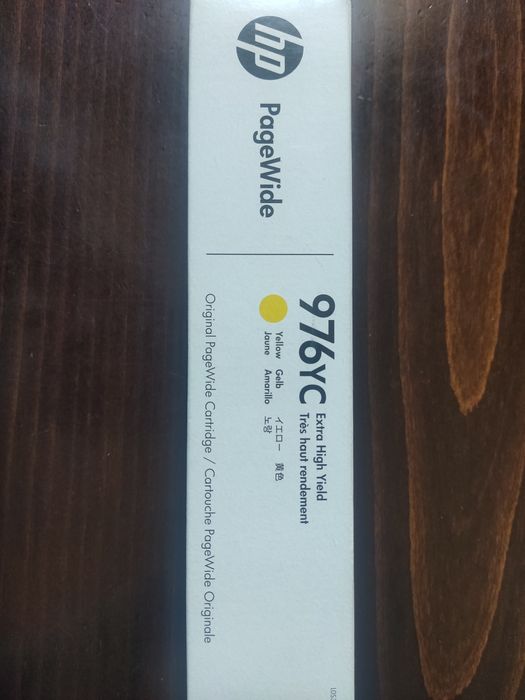 hp
PageWide
976YC Extra High Yield
Très haut rendement
Yellow Gelb イエロー 黄色
Jaune Amarillo 노랑
Original PageWide Cartridge / Cartouche PageWide Originale